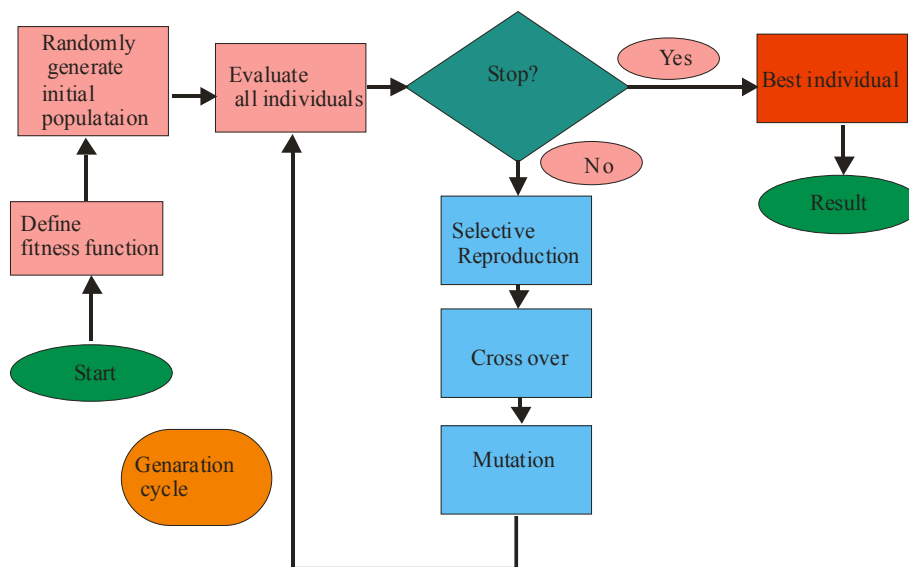 Randomly
generate
initial
populataion
Evaluate
all individuals
Stop?
Yes
Best individual
No
Result
Define
fitness function
Selective
Reproduction
Start
Cross over
Genaration
cycle
Mutation